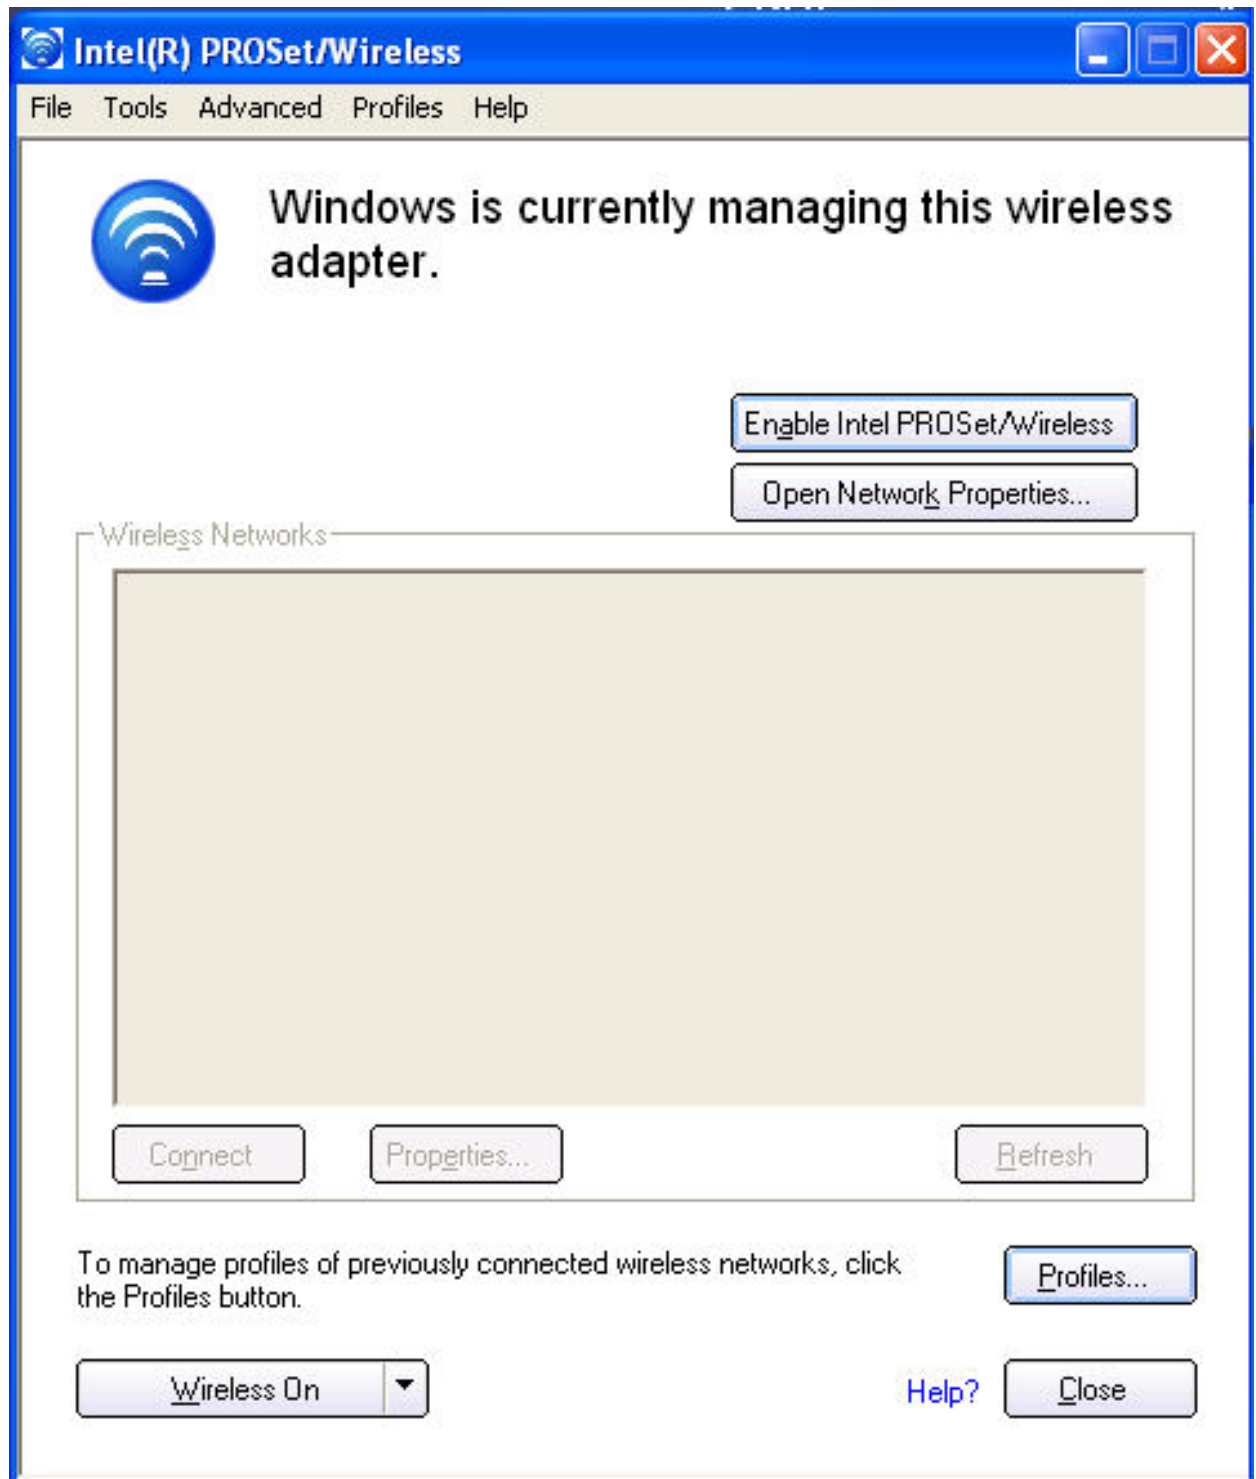 Intel(R) PROSet/Wireless
File Tools Advanced Profiles Help
Windows is currently managing this wireless
adapter.
Enable Intel PROSet/Wireless
Open Network Properties...
Wireless Networks
Connect Properties... Refresh
To manage profiles of previously connected wireless networks, click
the Profiles button.
Profiles...
Wireless On Help? Close